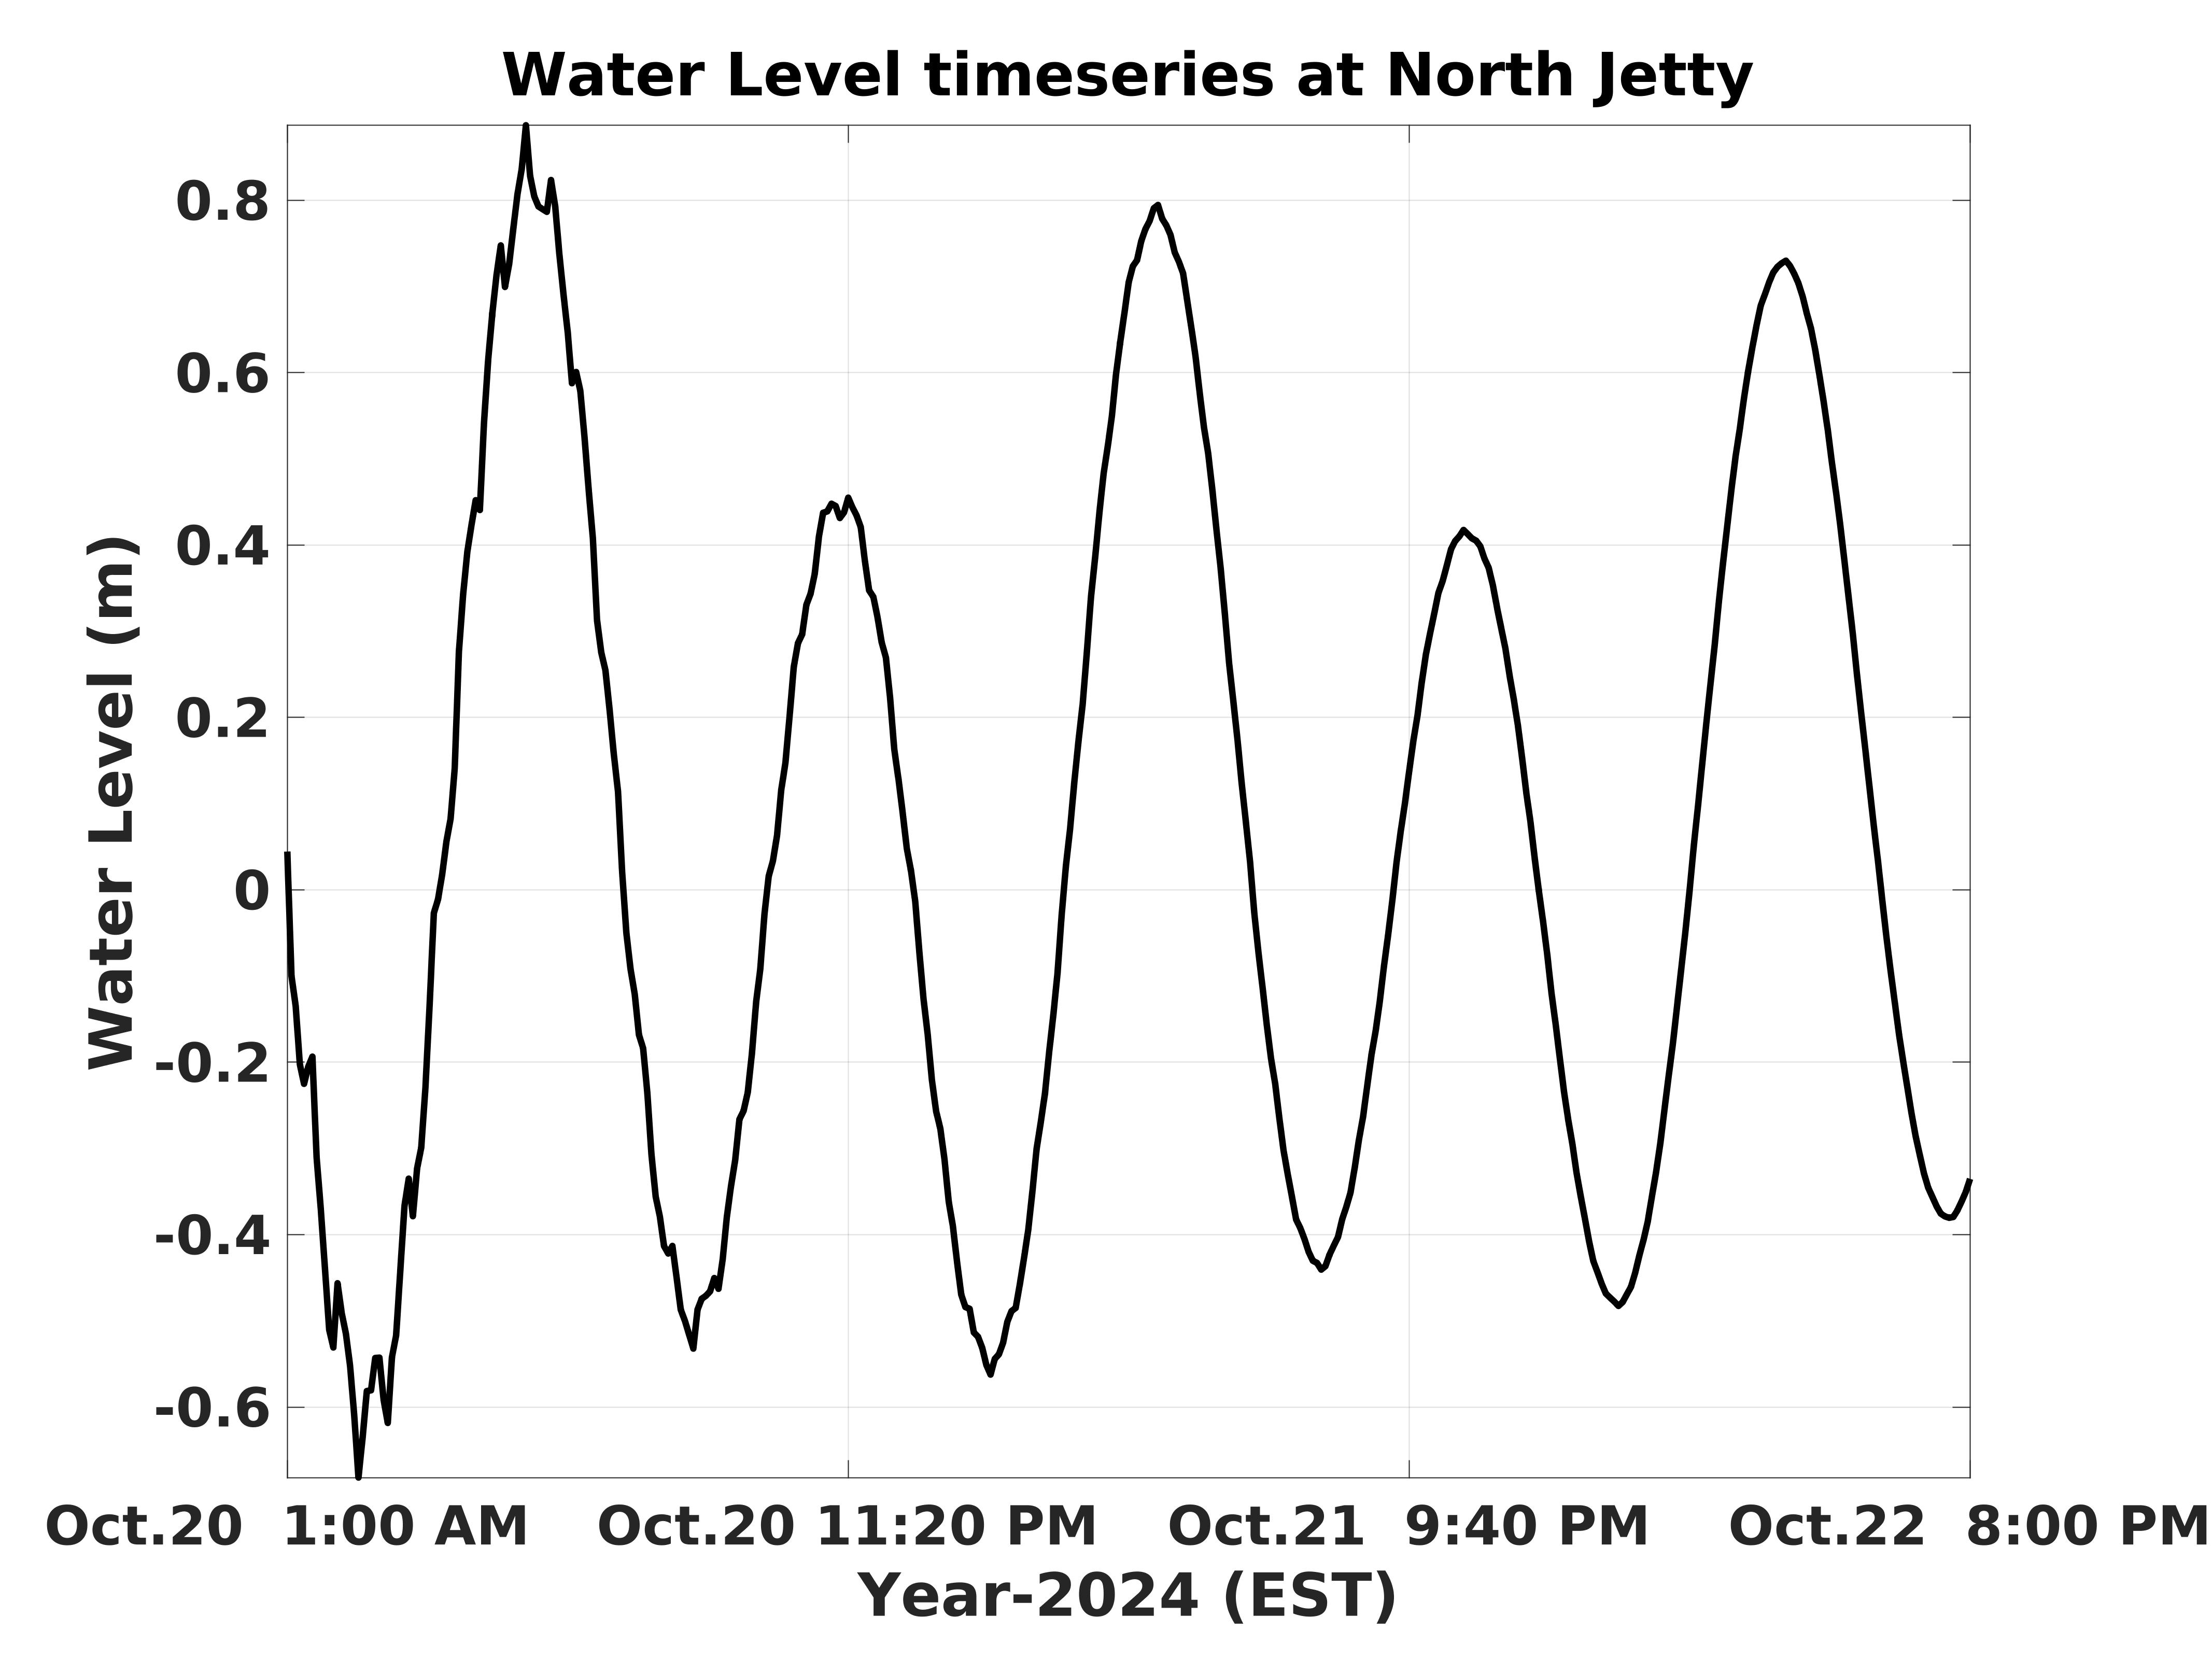 Water Level timeseries at North Jetty
0.8
0.6
0.4
0.2
0
-0.2
-0.4
-0.6
Water Level (m)
Oct.20 1:00 AM Oct.20 11:20 PM Oct.21 9:40 PM Oct.22 8:00 PM
Year-2024 (EST)